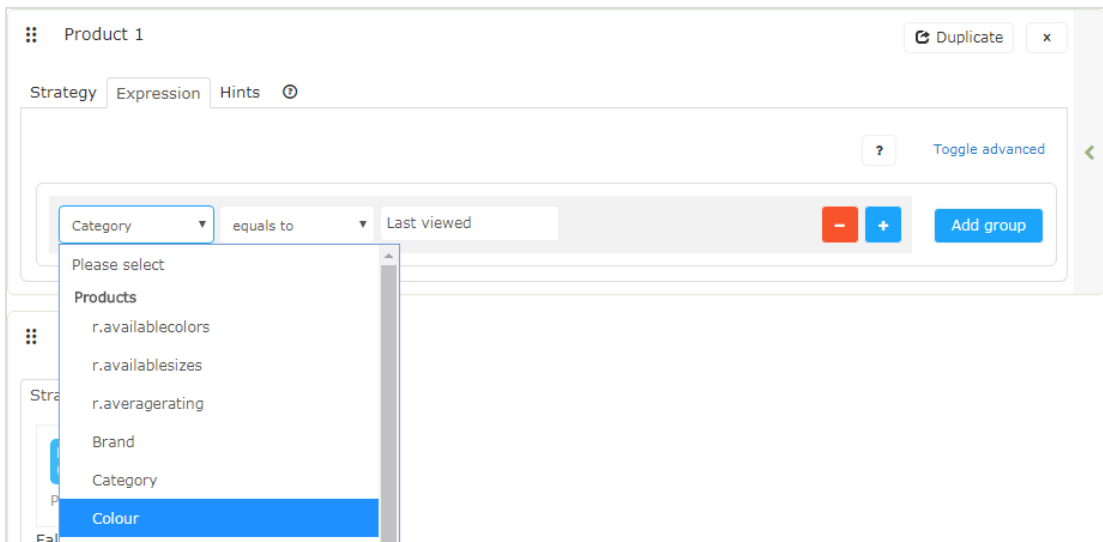 Product 1
Duplicate
x
Strategy Expression Hints ?
? Toggle advanced
Category equals to Last viewed - + Add group
Please select
Products
r.availablecolors
r.availablesizes
r.averagerating
Brand
Category
Colour